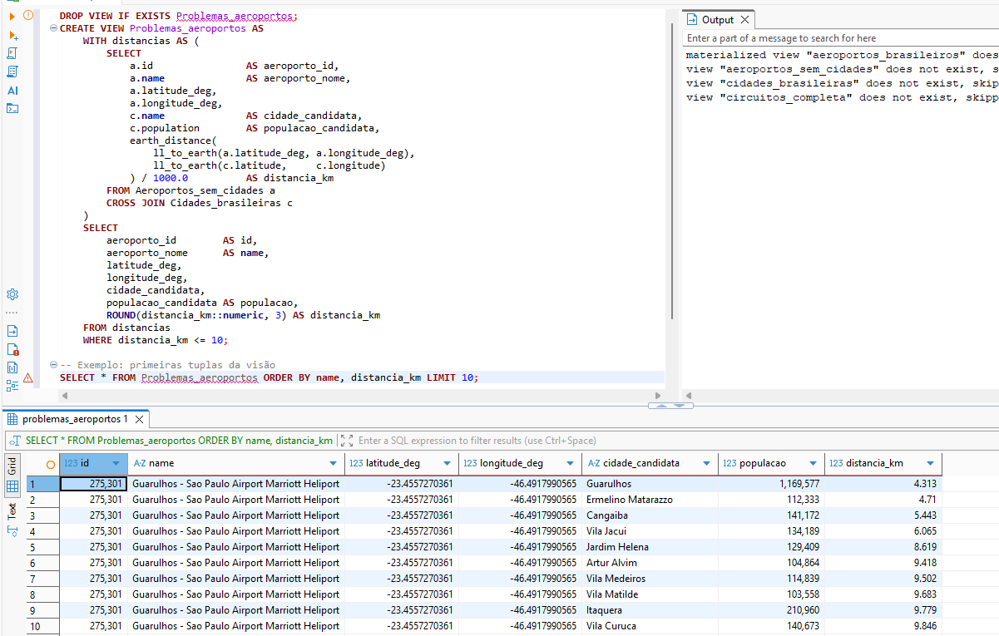 DROP VIEW IF EXISTS Problemas_aeroportos;
CREATE VIEW Problemas_aeroportos AS
    WITH distancias AS (
        SELECT
            a.id                AS aeroporto_id,
            a.name              AS aeroporto_nome,
            a.latitude_deg,
            a.longitude_deg,
            c.name              AS cidade_candidata,
            c.population        AS populacao_candidata,
            earth_distance(
                ll_to_earth(a.latitude_deg, a.longitude_deg),
                ll_to_earth(c.latitude,     c.longitude)
            ) / 1000.0          AS distancia_km
        FROM Aeroportos_sem_cidades a
        CROSS JOIN Cidades_brasileiras c
    )
    SELECT
        aeroporto_id        AS id,
        aeroporto_nome      AS name,
        latitude_deg,
        longitude_deg,
        cidade_candidata,
        populacao_candidata AS populacao,
        ROUND(distancia_km::numeric, 3) AS distancia_km
    FROM distancias
    WHERE distancia_km <= 10;
-- Exemplo: primeiras tuplas da visão
SELECT * FROM Problemas_aeroportos ORDER BY name, distancia_km LIMIT 10;
AI
Output
Enter a part of a message to search for here
materialized view "aeroportos_brasileiros" does
view "aeroportos_sem_cidades" does not exist, s
view "cidades_brasileiras" does not exist, skip
view "circuitos_completa" does not exist, skipp
problemas_aeroportos 1
SELECT * FROM Problemas_aeroportos ORDER BY name, distancia_km Enter a SQL expression to filter results (use Ctrl+Space)
Grid
Text
123 id A-Z name 123 latitude_deg 123 longitude_deg A-Z cidade_candidata 123 populacao 123 distancia_km
1 275,301 Guarulhos - Sao Paulo Airport Marriott Heliport -23.4557270361 -46.4917990565 Guarulhos 1,169,577 4.313
2 275,301 Guarulhos - Sao Paulo Airport Marriott Heliport -23.4557270361 -46.4917990565 Ermelino Matarazzo 112,333 4.71
3 275,301 Guarulhos - Sao Paulo Airport Marriott Heliport -23.4557270361 -46.4917990565 Cangaiba 141,172 5.443
4 275,301 Guarulhos - Sao Paulo Airport Marriott Heliport -23.4557270361 -46.4917990565 Vila Jacui 134,189 6.065
5 275,301 Guarulhos - Sao Paulo Airport Marriott Heliport -23.4557270361 -46.4917990565 Jardim Helena 129,409 8.619
6 275,301 Guarulhos - Sao Paulo Airport Marriott Heliport -23.4557270361 -46.4917990565 Artur Alvim 104,864 9.418
7 275,301 Guarulhos - Sao Paulo Airport Marriott Heliport -23.4557270361 -46.4917990565 Vila Medeiros 114,839 9.502
8 275,301 Guarulhos - Sao Paulo Airport Marriott Heliport -23.4557270361 -46.4917990565 Vila Matilde 103,558 9.683
9 275,301 Guarulhos - Sao Paulo Airport Marriott Heliport -23.4557270361 -46.4917990565 Itaquera 210,960 9.779
10 275,301 Guarulhos - Sao Paulo Airport Marriott Heliport -23.4557270361 -46.4917990565 Vila Curuca 140,673 9.846